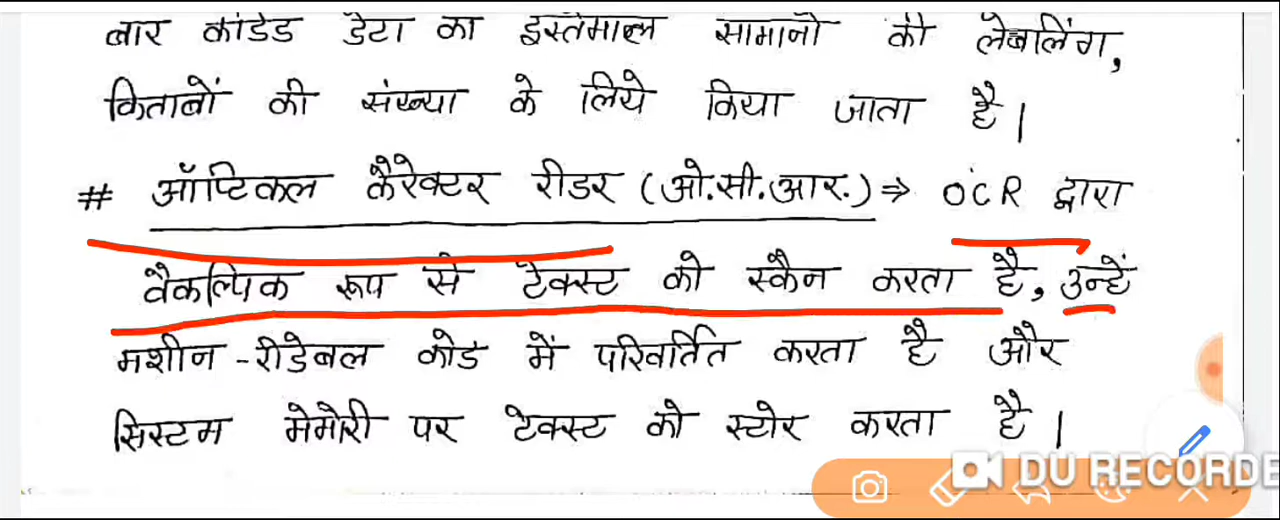 बार कोडेड डेटा का इस्तेमाल सामानों की लेबलिंग,
किताबों की संख्या के लिये किया जाता है।
# ऑप्टिकल कैरेक्टर रीडर (ओ.सी.आर.) ⇒ OCR द्वारा
वैकल्पिक रूप से टेक्स्ट को स्कैन करता है, उन्हें
मशीन-रीडेबल कोड में परिवर्तित करता है और
सिस्टम मेमोरी पर टेक्स्ट को स्टोर करता है।
DU RECORDE